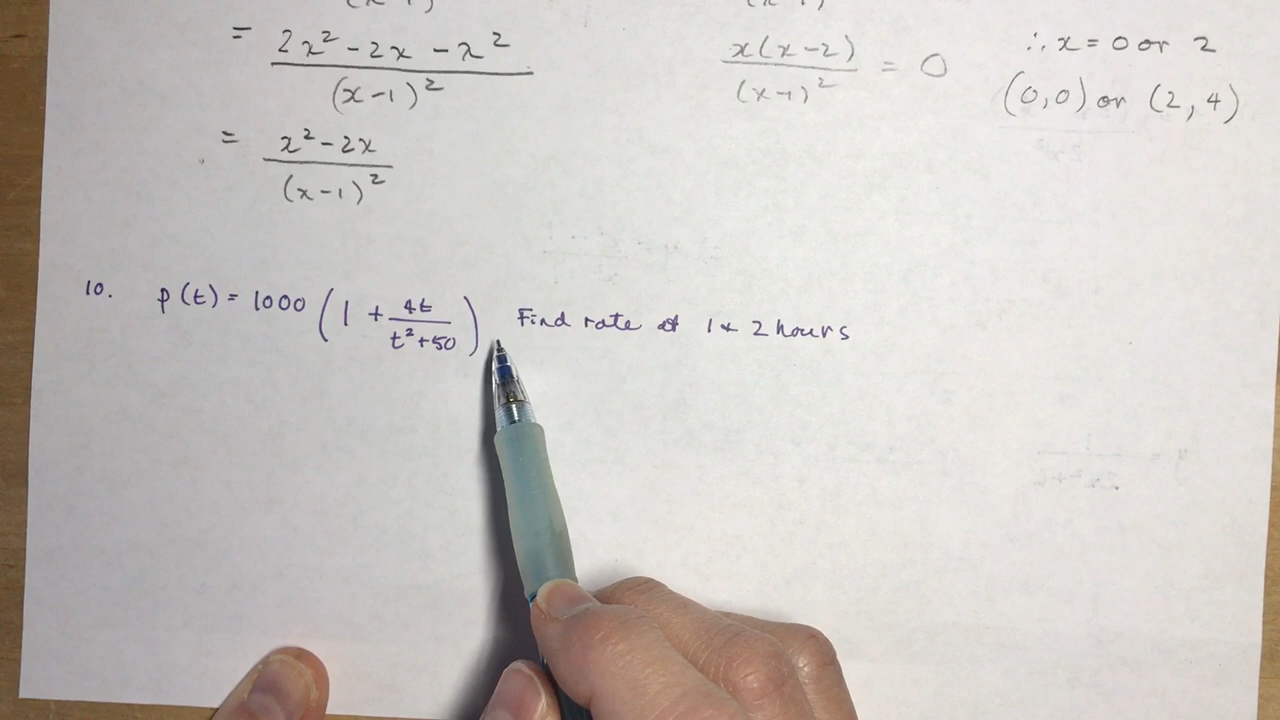 = 2x² - 2x - x² / (x-1)²
= x² - 2x / (x-1)²
x(x-2) / (x-1)² = 0
∴ x = 0 or 2
(0,0) or (2,4)
10. p(t) = 1000 (1 + 4t / t² + 50) Find rate at 1 & 2 hours